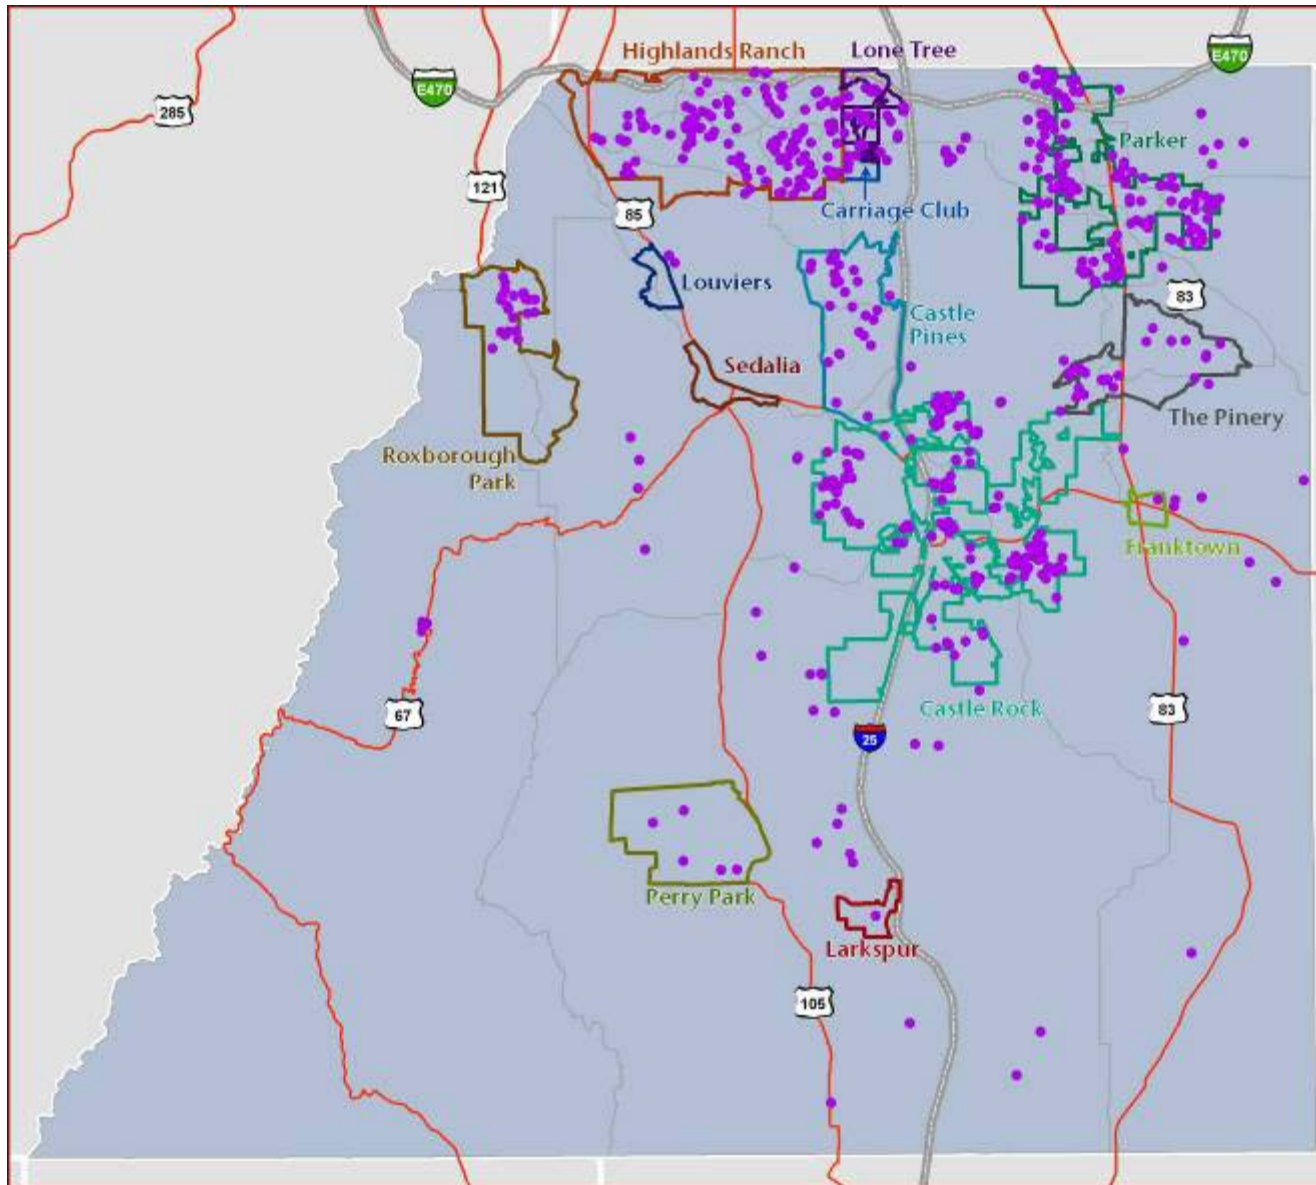 Highlands Ranch
Lone Tree
E470
E470
285
Parker
121
85
Carriage Club
Louviers
83
Castle
Pines
Sedalia
The Pinery
Roxborough
Park
Franktown
67
Castle Rock
83
25
Perry Park
Larkspur
105